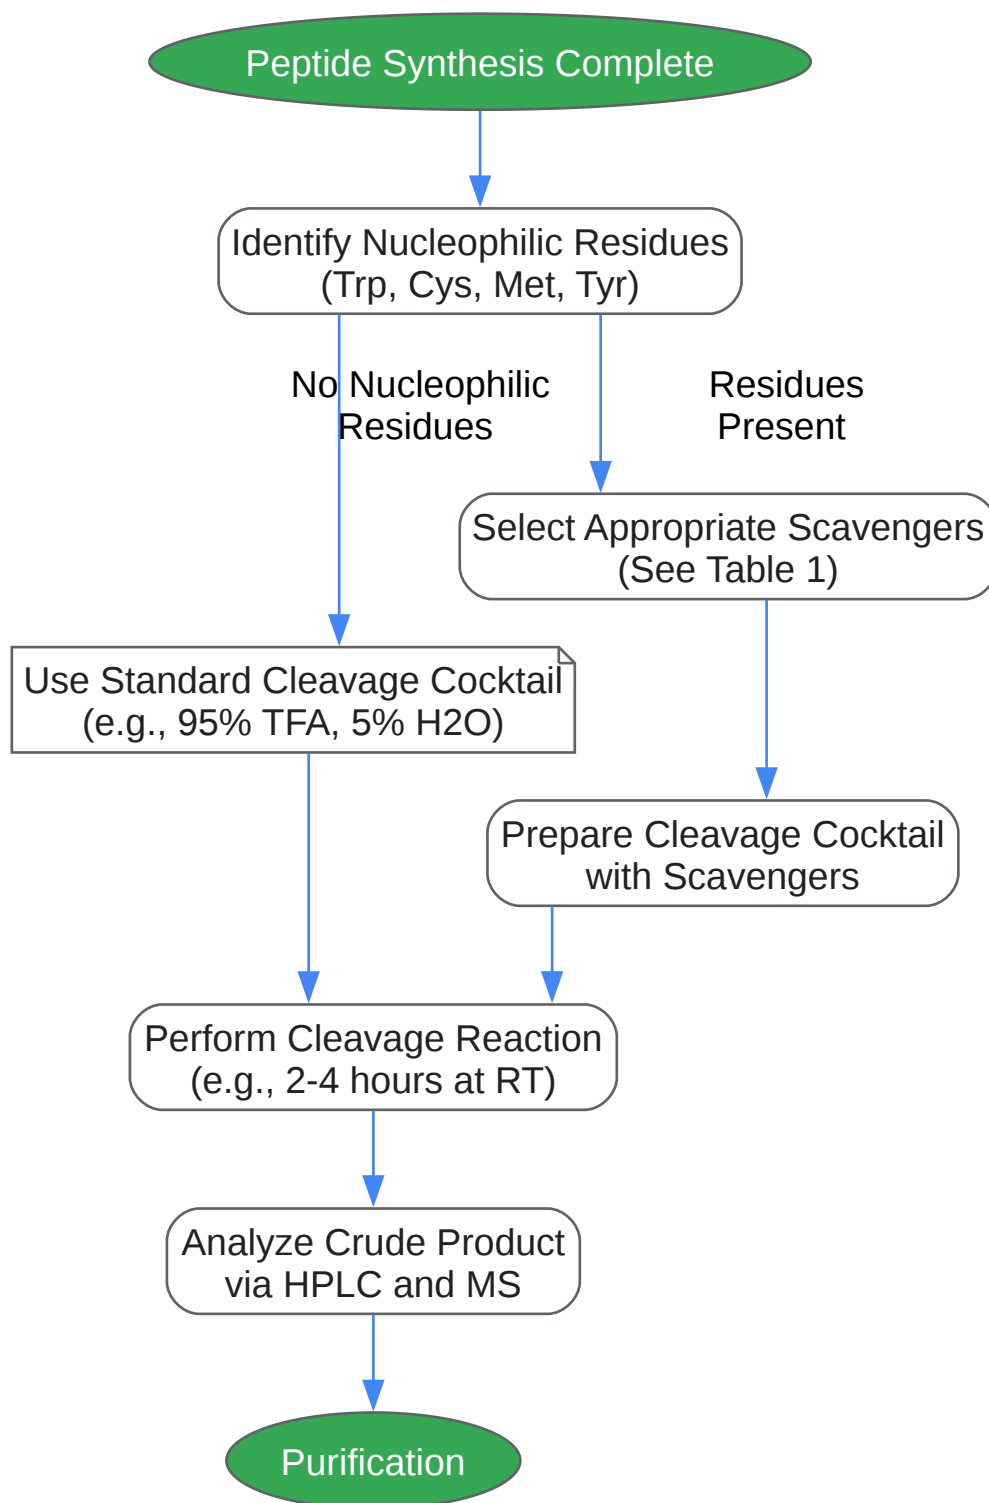 Peptide Synthesis Complete
Identify Nucleophilic Residues
(Trp, Cys, Met, Tyr)
No Nucleophilic
Residues
Residues
Present
Select Appropriate Scavengers
(See Table 1)
Use Standard Cleavage Cocktail
(e.g., 95% TFA, 5% H2O)
Prepare Cleavage Cocktail
with Scavengers
Perform Cleavage Reaction
(e.g., 2-4 hours at RT)
Analyze Crude Product
via HPLC and MS
Purification